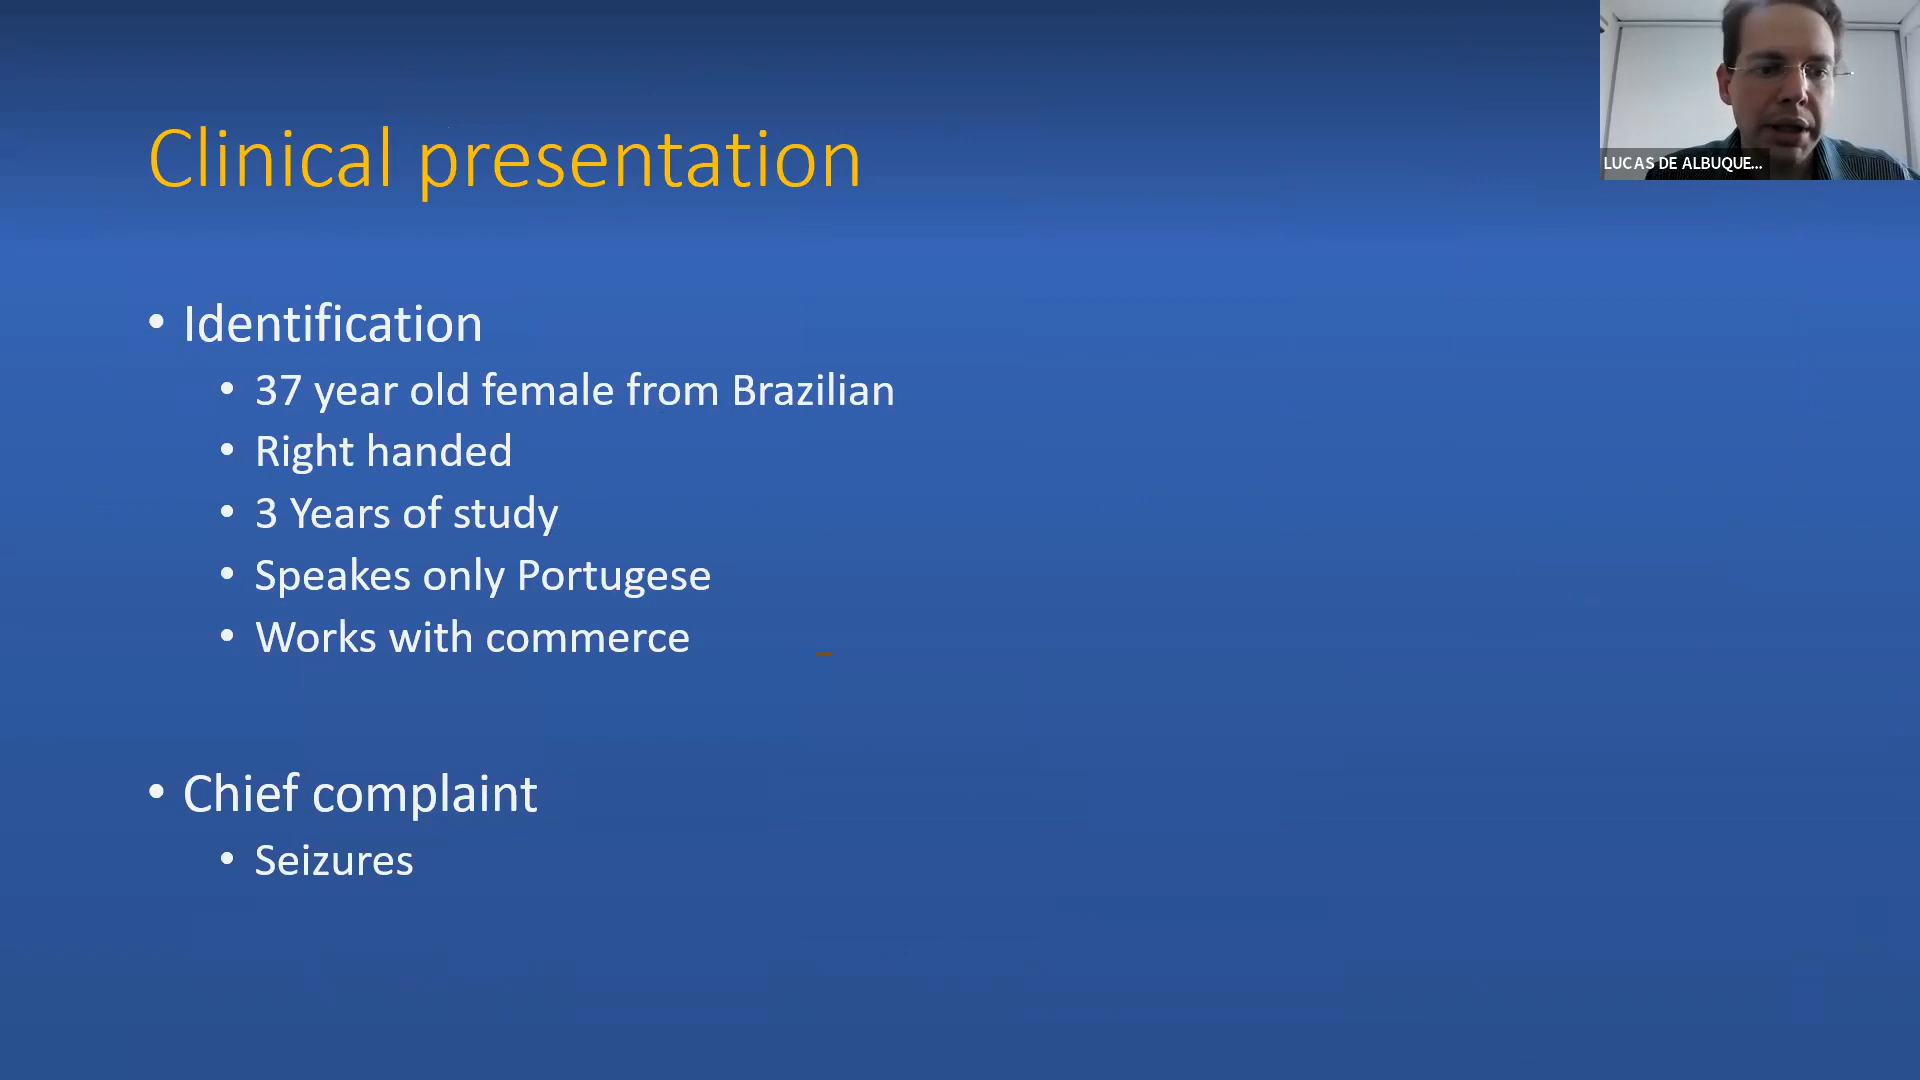 Clinical presentation
LUCAS DE ALBUQUE...
• Identification
• 37 year old female from Brazilian
• Right handed
• 3 Years of study
• Speakes only Portugese
• Works with commerce
• Chief complaint
• Seizures